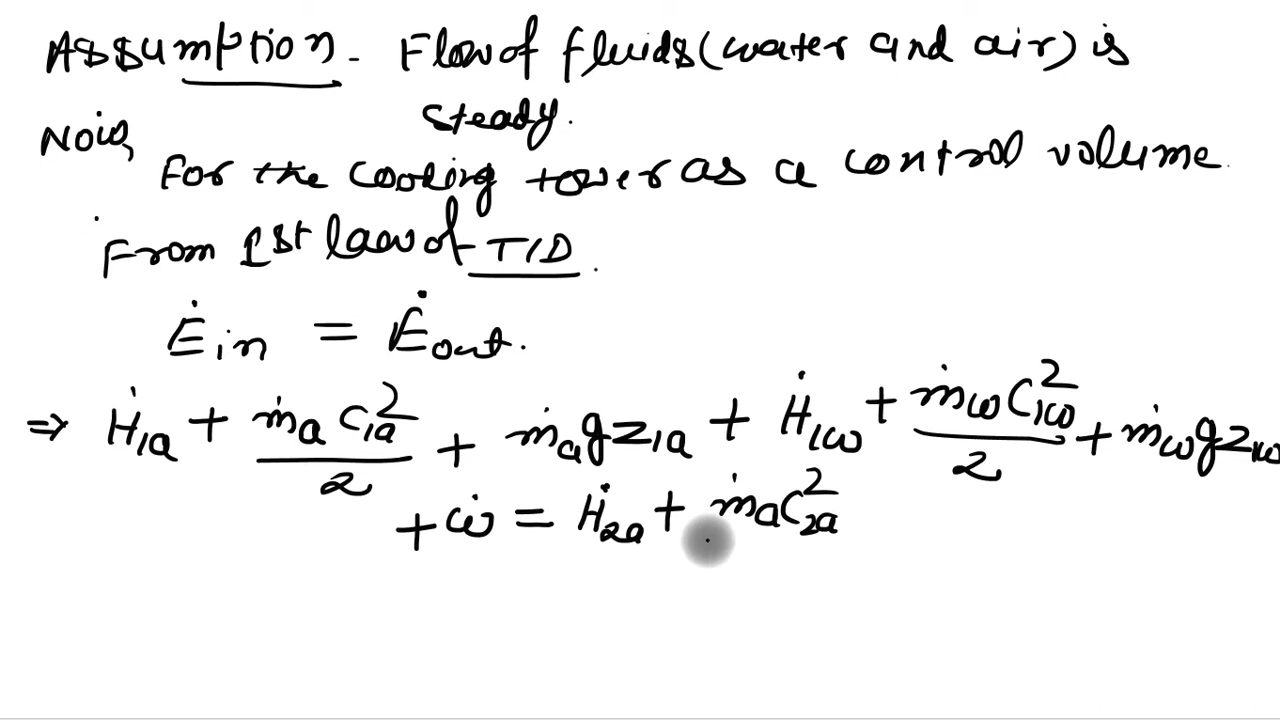 Assumption. Flow of fluids (water and air) is
steady.
Now,
For the cooling tower as a control volume
From 1st law of T/D.
Ėin = Ėout.
⇒ Ḣ1a + ṁa C1a²/2 + ṁa g z1a + Ḣ1w + ṁw C1w²/2 + ṁw g z1w
+ ẇ = Ḣ2a + ṁa C2a²